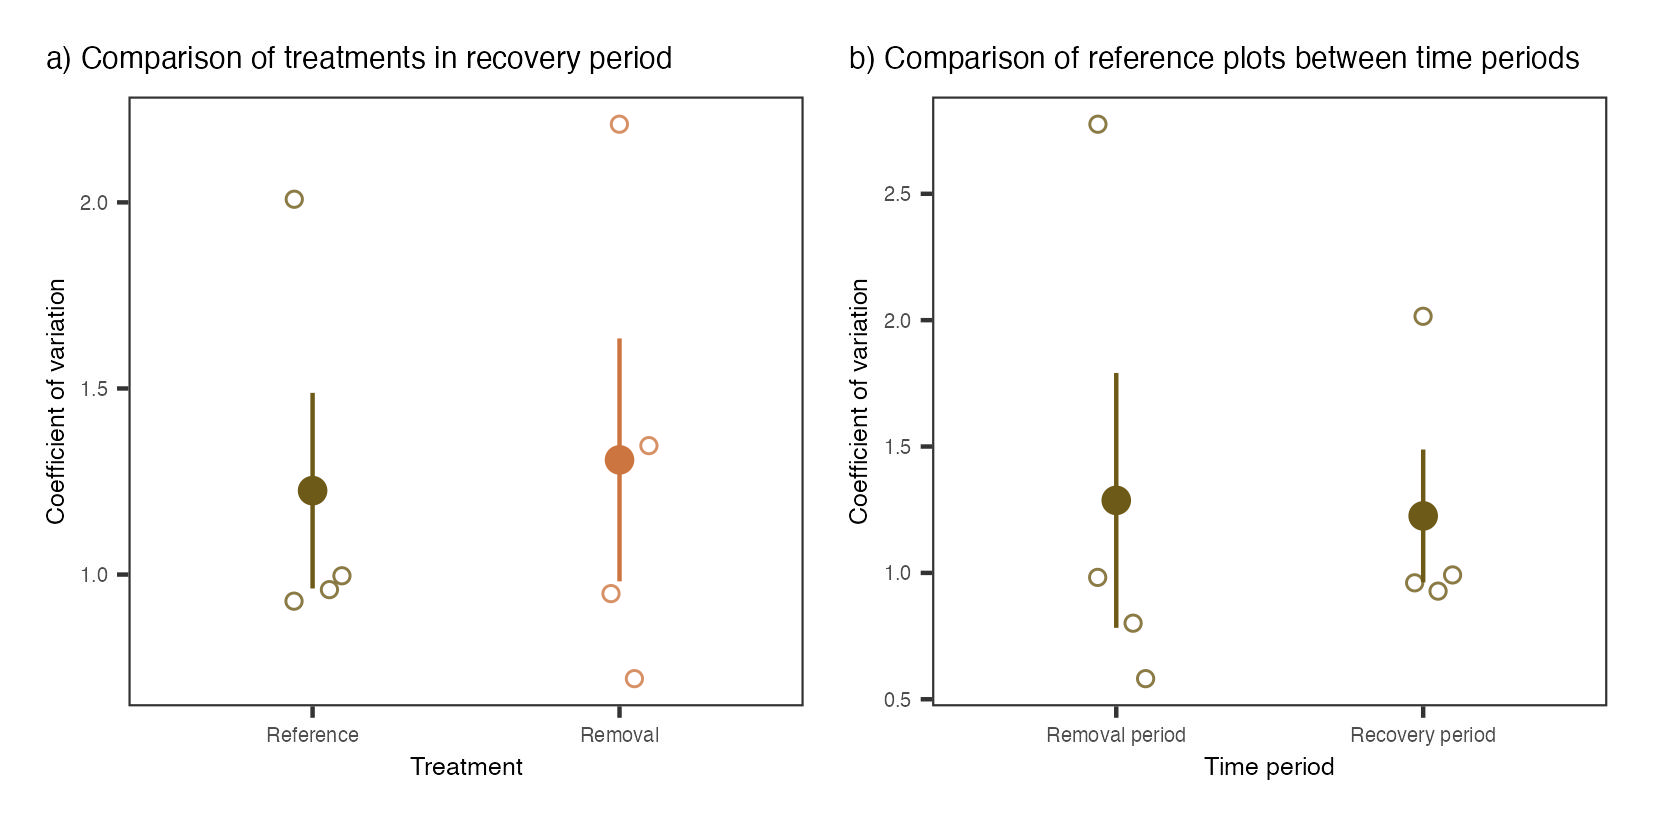 a) Comparison of treatments in recovery period
Coefficient of variation
2.0
1.5
1.0
Reference
Removal
Treatment
b) Comparison of reference plots between time periods
Coefficient of variation
2.5
2.0
1.5
1.0
0.5
Removal period
Recovery period
Time period